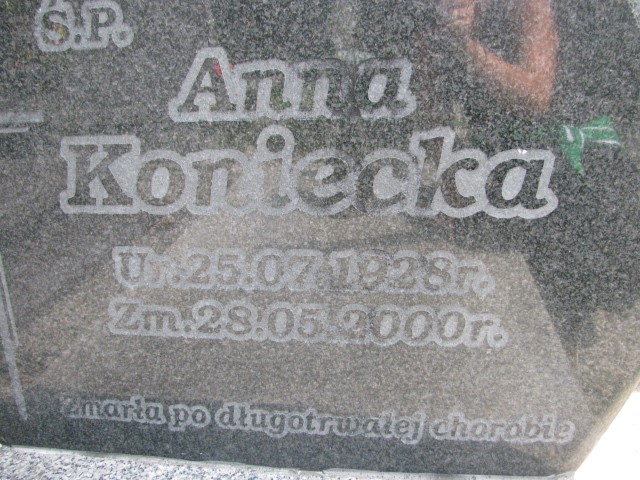 Ś.P.
Anna
Koniecka
Ur.25.07.1928r.
Zm.28.05.2000r.
Zmarła po długotrwałej chorobie